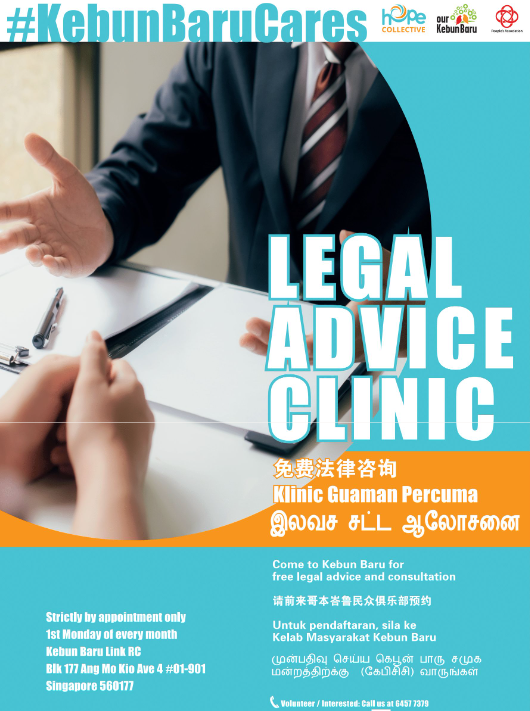 #KebunBaruCares
hope
COLLECTIVE
our
KebunBaru
LEGAL
ADVICE
CLINIC
免费法律咨询
Klinic Guaman Percuma
இலவச சட்ட ஆலோசனை
Come to Kebun Baru for
free legal advice and consultation
请前来哥本峇鲁民众俱乐部预约
Untuk pendaftaran, sila ke
Kelab Masyarakat Kebun Baru
முன்பதிவு செய்ய கெபூன் பாரு சமூக
மன்றத்திற்க்கு (கேபிசிசி) வாருங்கள்
Strictly by appointment only
1st Monday of every month
Kebun Baru Link RC
Blk 177 Ang Mo Kio Ave 4 #01-901
Singapore 560177
Volunteer / Interested: Call us at 6457 7379